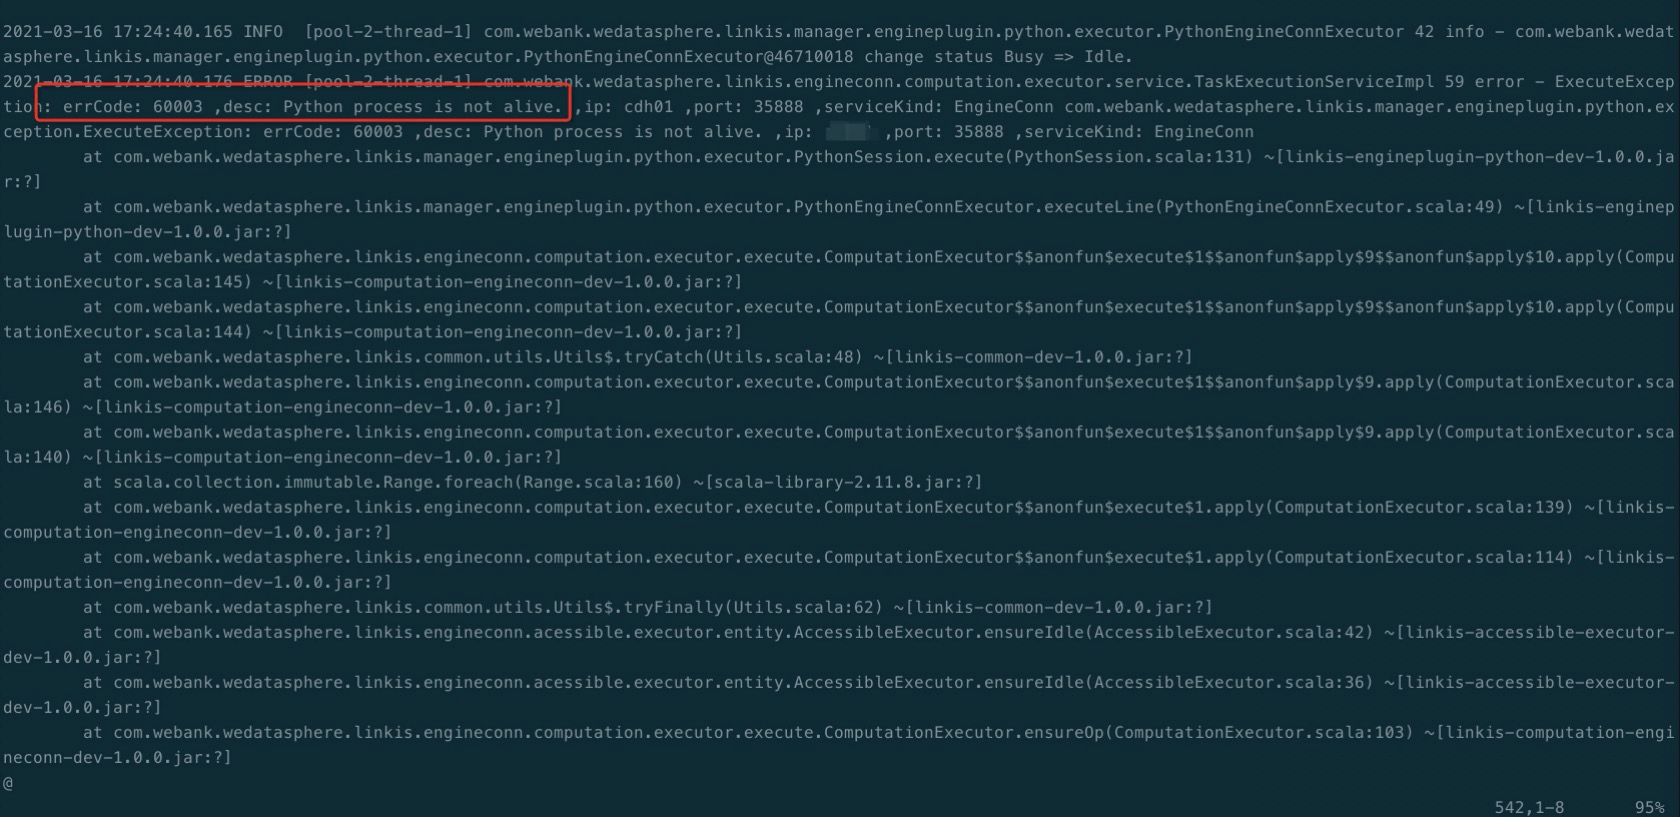 2021-03-16 17:24:40.165 INFO  [pool-2-thread-1] com.webank.wedatasphere.linkis.manager.engineplugin.python.executor.PythonEngineConnExecutor 42 info - com.webank.wedat
asphere.linkis.manager.engineplugin.python.executor.PythonEngineConnExecutor@46710018 change status Busy => Idle.
2021-03-16 17:24:40.176 ERROR [pool-2-thread-1] com.webank.wedatasphere.linkis.engineconn.computation.executor.service.TaskExecutionServiceImpl 59 error - ExecuteExcep
tion: errCode: 60003 ,desc: Python process is not alive. ,ip: cdh01 ,port: 35888 ,serviceKind: EngineConn com.webank.wedatasphere.linkis.manager.engineplugin.python.ex
ception.ExecuteException: errCode: 60003 ,desc: Python process is not alive. ,ip: ,port: 35888 ,serviceKind: EngineConn
at com.webank.wedatasphere.linkis.manager.engineplugin.python.executor.PythonSession.execute(PythonSession.scala:131) ~[linkis-engineplugin-python-dev-1.0.0.ja
r:?]
at com.webank.wedatasphere.linkis.manager.engineplugin.python.executor.PythonEngineConnExecutor.executeLine(PythonEngineConnExecutor.scala:49) ~[linkis-enginep
lugin-python-dev-1.0.0.jar:?]
at com.webank.wedatasphere.linkis.engineconn.computation.executor.execute.ComputationExecutor$$anonfun$execute$1$$anonfun$apply$9$$anonfun$apply$10.apply(Compu
tationExecutor.scala:145) ~[linkis-computation-engineconn-dev-1.0.0.jar:?]
at com.webank.wedatasphere.linkis.engineconn.computation.executor.execute.ComputationExecutor$$anonfun$execute$1$$anonfun$apply$9$$anonfun$apply$10.apply(Compu
tationExecutor.scala:144) ~[linkis-computation-engineconn-dev-1.0.0.jar:?]
at com.webank.wedatasphere.linkis.common.utils.Utils$.tryCatch(Utils.scala:48) ~[linkis-common-dev-1.0.0.jar:?]
at com.webank.wedatasphere.linkis.engineconn.computation.executor.execute.ComputationExecutor$$anonfun$execute$1$$anonfun$apply$9.apply(ComputationExecutor.sca
la:146) ~[linkis-computation-engineconn-dev-1.0.0.jar:?]
at com.webank.wedatasphere.linkis.engineconn.computation.executor.execute.ComputationExecutor$$anonfun$execute$1$$anonfun$apply$9.apply(ComputationExecutor.sca
la:140) ~[linkis-computation-engineconn-dev-1.0.0.jar:?]
at scala.collection.immutable.Range.foreach(Range.scala:160) ~[scala-library-2.11.8.jar:?]
at com.webank.wedatasphere.linkis.engineconn.computation.executor.execute.ComputationExecutor$$anonfun$execute$1.apply(ComputationExecutor.scala:139) ~[linkis-
computation-engineconn-dev-1.0.0.jar:?]
at com.webank.wedatasphere.linkis.engineconn.computation.executor.execute.ComputationExecutor$$anonfun$execute$1.apply(ComputationExecutor.scala:114) ~[linkis-
computation-engineconn-dev-1.0.0.jar:?]
at com.webank.wedatasphere.linkis.common.utils.Utils$.tryFinally(Utils.scala:62) ~[linkis-common-dev-1.0.0.jar:?]
at com.webank.wedatasphere.linkis.engineconn.acessible.executor.entity.AccessibleExecutor.ensureIdle(AccessibleExecutor.scala:42) ~[linkis-accessible-executor-
dev-1.0.0.jar:?]
at com.webank.wedatasphere.linkis.engineconn.acessible.executor.entity.AccessibleExecutor.ensureIdle(AccessibleExecutor.scala:36) ~[linkis-accessible-executor-
dev-1.0.0.jar:?]
at com.webank.wedatasphere.linkis.engineconn.computation.executor.execute.ComputationExecutor.ensureOp(ComputationExecutor.scala:103) ~[linkis-computation-engi
neconn-dev-1.0.0.jar:?]
@
542,1-8 95%